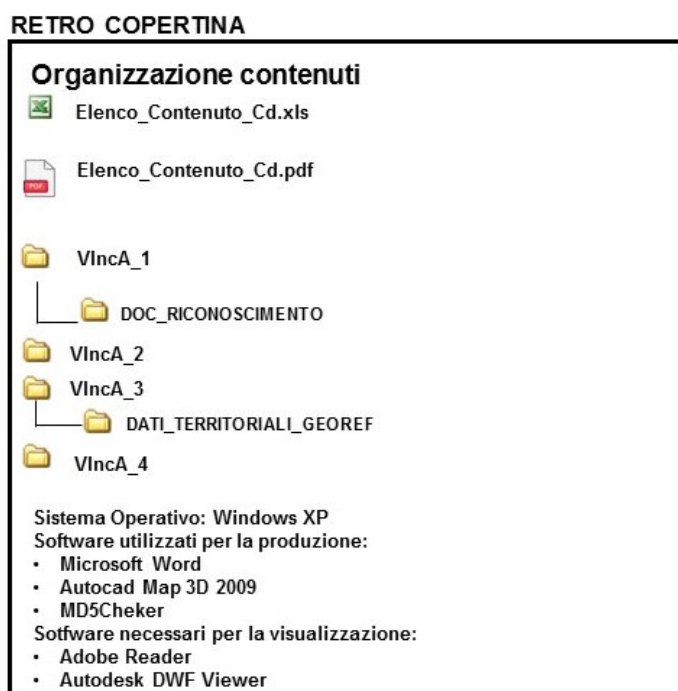 RETRO COPERTINA
Organizzazione contenuti
Elenco_Contenuto_Cd.xls
PDF
Elenco_Contenuto_Cd.pdf
VIncA_1
DOC_RICONOSCIMENTO
VIncA_2
VIncA_3
DATI_TERRITORIALI_GEOREF
VIncA_4
Sistema Operativo: Windows XP
Software utilizzati per la produzione:
• Microsoft Word
• Autocad Map 3D 2009
• MD5Cheker
Sotfware necessari per la visualizzazione:
• Adobe Reader
• Autodesk DWF Viewer